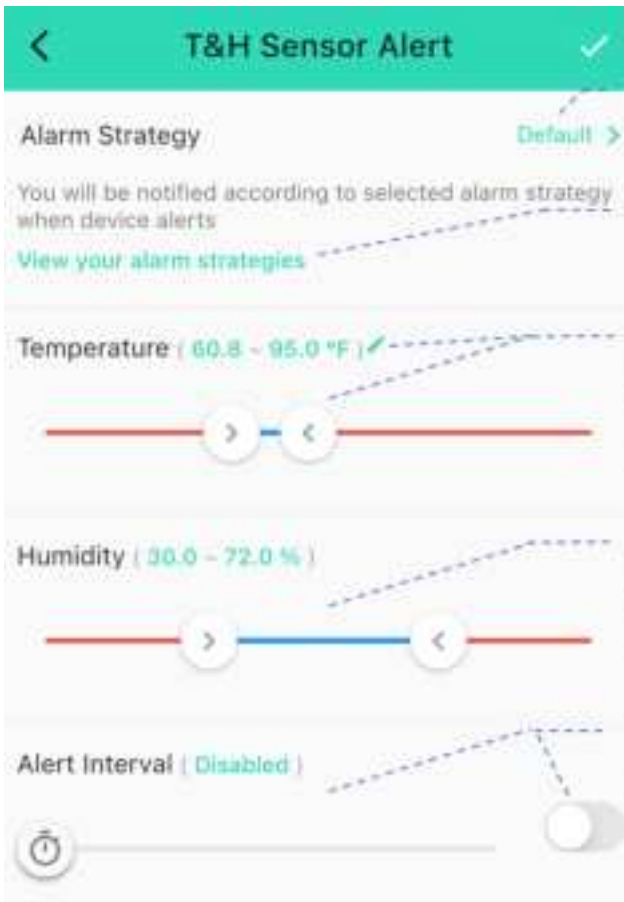 T&H Sensor Alert
Alarm Strategy
Default >
You will be notified according to selected alarm strategy
when device alerts
View your alarm strategies
Temperature ( 60.8 ~ 95.0 °F )
Humidity ( 30.0 ~ 72.0 % )
Alert Interval ( Disabled )